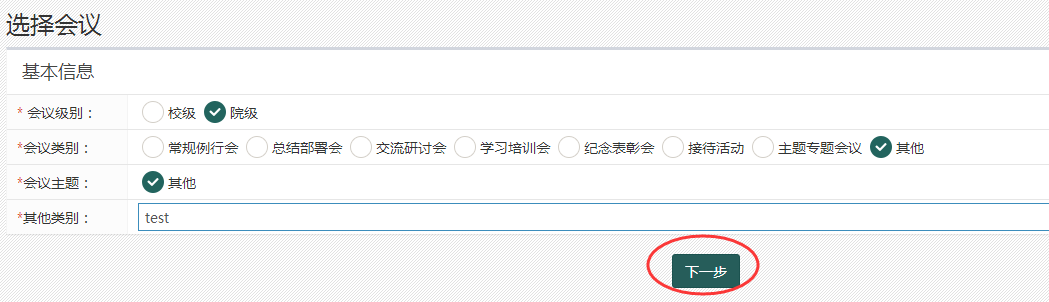 选择会议
基本信息
* 会议级别： 校级 院级
*会议类别： 常规例行会 总结部署会 交流研讨会 学习培训会 纪念表彰会 接待活动 主题专题会议 其他
*会议主题： 其他
*其他类别： test
下一步